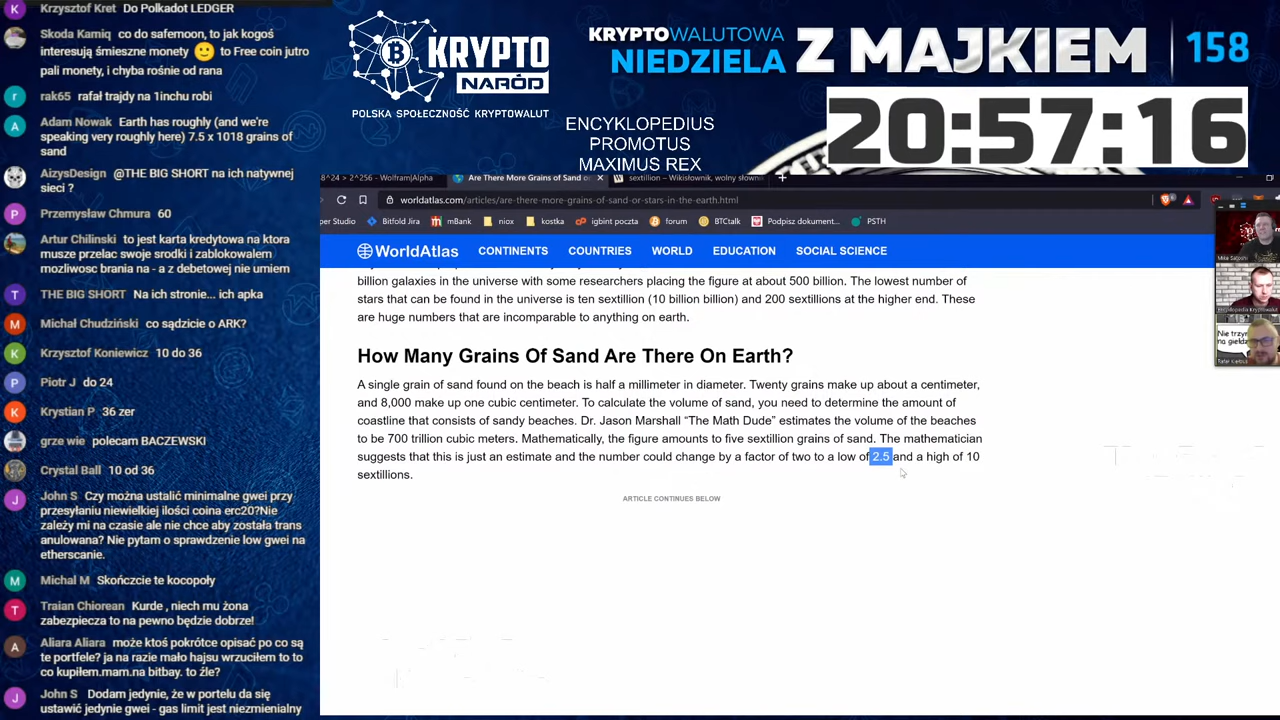 Krzysztof Kret Do Polkadot LEDGER
Skoda Kamiq co do safemoon, to jak kogoś
interesują śmieszne monety 🙂 to Free coin jutro
pali monety, i chyba rośnie od rana
rak65 rafał trajdy na 1inchu robi
Adam Nowak Earth has roughly (and we're
speaking very roughly here) 7.5 x 1018 grains of
sand
AizysDesign @THE BIG SHORT na ich natywnej
sieci ?
Przemysław Chmura 60
Artur Chilinski to jest karta kredytowa na ktora
musze przelac swoje srodki i zablokowalem
mozliwosc brania na - a z debetowej nie umiem
THE BIG SHORT Na ich stronie... ich apka
Michał Chudziński co sądzicie o ARK?
Krzysztof Koniewicz 10 do 36
Piotr J do 24
Krystian P 36 zer
grze wie polecam BACZEWSKI
Crystal Ball 10 od 36
John S Czy można ustalić minimalne gwei przy
przesyłaniu niewielkiej ilości coina erc20?Nie
zależy mi na czasie ale nie chce aby została trans
anulowana? Nie pytam o sprawdzenie low gwei na
etherscanie.
Michal M Skończcie te kocopoły
Traian Chiorean Kurde , niech mu żona
zabezpiecza to na pewno będzie dobrze!
Aliara Aliara może ktoś pokrótce opisać po co są
te portfele? ja na razie mało hajsu wrzuciłem to to
co kupiłem.mam.na bitbay. to źle?
John S Dodam jedynie, że w portelu da się
ustawić jedynie gwei - gas limit jest niezmienialny
KRYPTO
NARÓD
POLSKA SPOŁECZNOŚĆ KRYPTOWALUT
KRYPTOWALUTOWA
NIEDZIELA
Z MAJKIEM
158
20:57:16
ENCYKLOPEDIUS
PROMOTUS
MAXIMUS REX
8^24 > 2^256 - Wolfram|Alpha
Are There More Grains of Sand o
sextillion – Wikisłownik, wolny słown
worldatlas.com/articles/are-there-more-grains-of-sand-or-stars-in-the-earth.html
per Studio Bitfold Jira mBank niox kostka igbint poczta forum BTCtalk Podpisz dokument... PSTH
WorldAtlas CONTINENTS COUNTRIES WORLD EDUCATION SOCIAL SCIENCE
billion galaxies in the universe with some researchers placing the figure at about 500 billion. The lowest number of
stars that can be found in the universe is ten sextillion (10 billion billion) and 200 sextillions at the higher end. These
are huge numbers that are incomparable to anything on earth.
How Many Grains Of Sand Are There On Earth?
A single grain of sand found on the beach is half a millimeter in diameter. Twenty grains make up about a centimeter,
and 8,000 make up one cubic centimeter. To calculate the volume of sand, you need to determine the amount of
coastline that consists of sandy beaches. Dr. Jason Marshall “The Math Dude” estimates the volume of the beaches
to be 700 trillion cubic meters. Mathematically, the figure amounts to five sextillion grains of sand. The mathematician
suggests that this is just an estimate and the number could change by a factor of two to a low of 2.5 and a high of 10
sextillions.
ARTICLE CONTINUES BELOW
Nie trzym
na giełdz